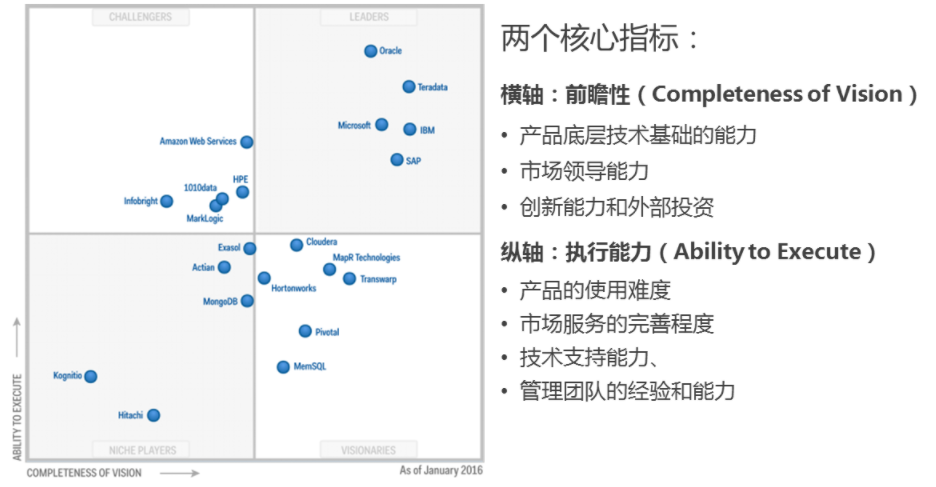 CHALLENGERS
LEADERS
Oracle
Teradata
Microsoft
IBM
SAP
Amazon Web Services
HPE
1010data
Infobright
MarkLogic
Exasol
Cloudera
Actian
MapR Technologies
Hortonworks
Transwarp
MongoDB
Pivotal
MemSQL
Kognitio
Hitachi
NICHE PLAYERS
VISIONARIES
ABILITY TO EXECUTE
COMPLETENESS OF VISION
As of January 2016
两个核心指标：
横轴：前瞻性（Completeness of Vision）
• 产品底层技术基础的能力
• 市场领导能力
• 创新能力和外部投资
纵轴：执行能力（Ability to Execute）
• 产品的使用难度
• 市场服务的完善程度
• 技术支持能力、
• 管理团队的经验和能力